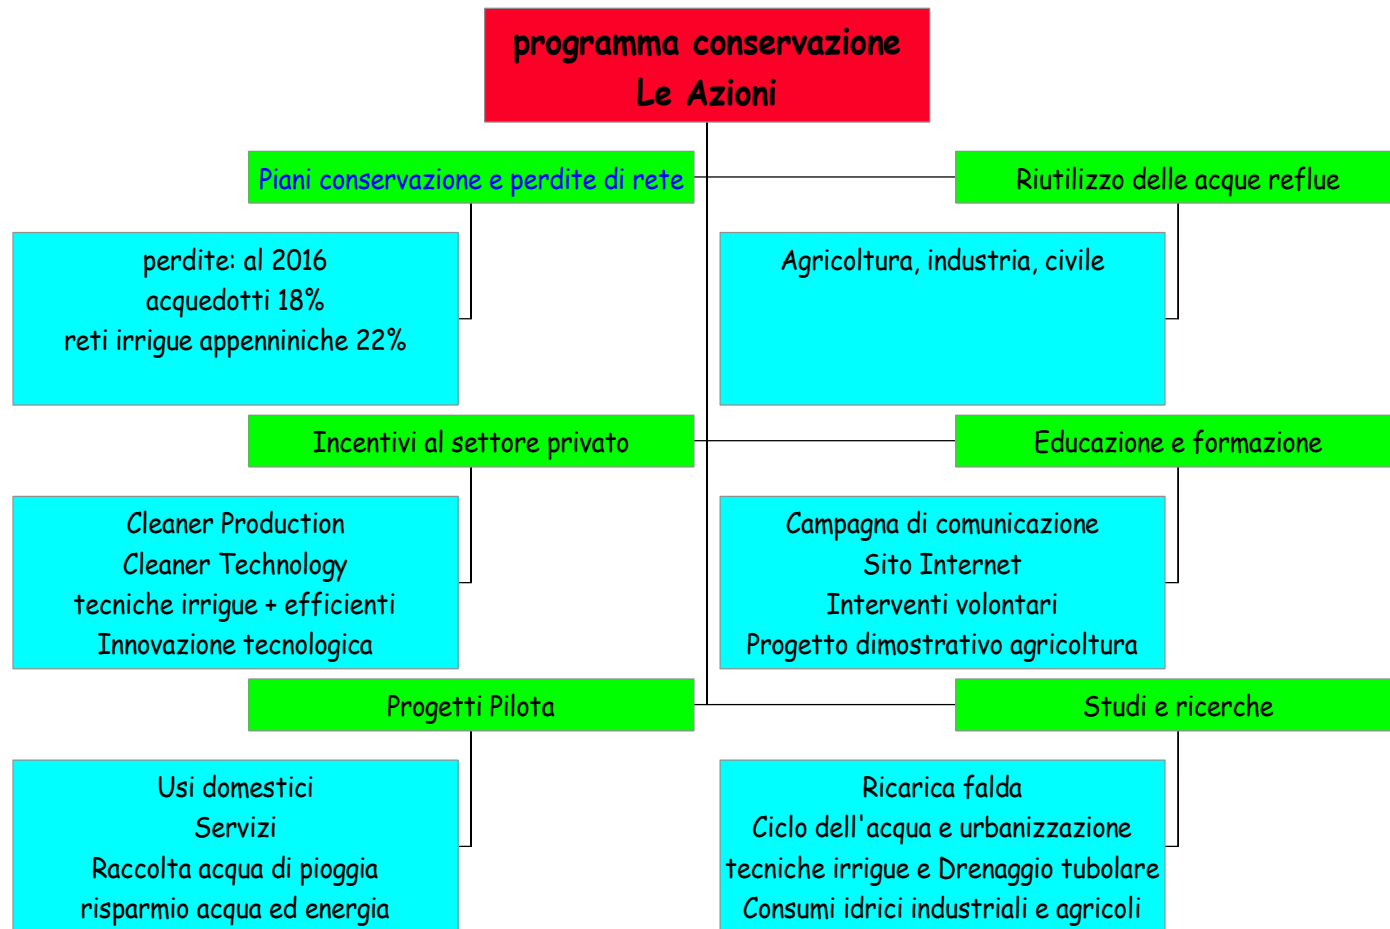 programma conservazione
Le Azioni
Piani conservazione e perdite di rete
Riutilizzo delle acque reflue
perdite: al 2016
acquedotti 18%
reti irrigue appenniniche 22%
Agricoltura, industria, civile
Incentivi al settore privato
Educazione e formazione
Cleaner Production
Cleaner Technology
tecniche irrigue + efficienti
Innovazione tecnologica
Campagna di comunicazione
Sito Internet
Interventi volontari
Progetto dimostrativo agricoltura
Progetti Pilota
Studi e ricerche
Usi domestici
Servizi
Raccolta acqua di pioggia
risparmio acqua ed energia
Ricarica falda
Ciclo dell'acqua e urbanizzazione
tecniche irrigue e Drenaggio tubolare
Consumi idrici industriali e agricoli